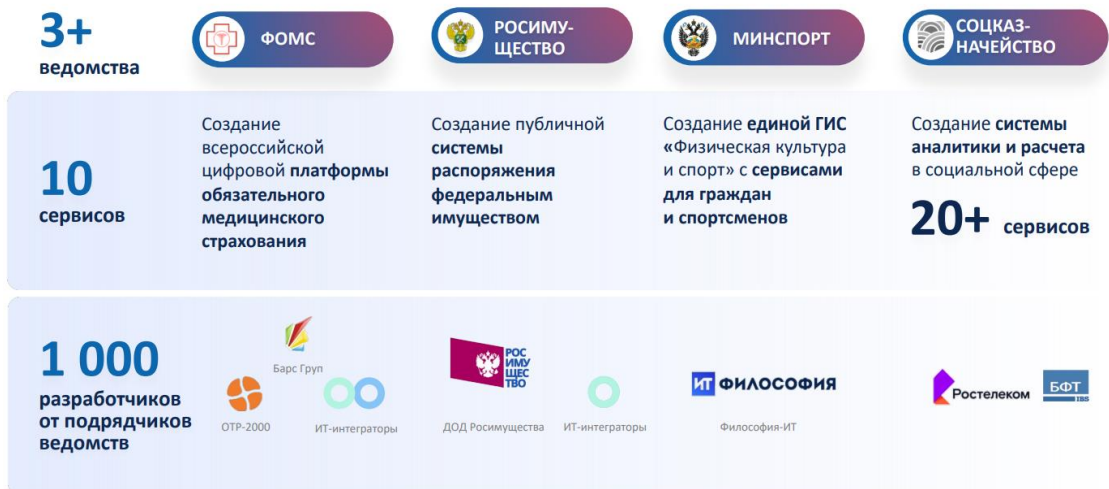 3+
ведомства
ФОМС
РОСИМУ-
ЩЕСТВО
МИНСПОРТ
СОЦКАЗ-
НАЧЕЙСТВО
10
сервисов
Создание
всероссийской
цифровой платформы
обязательного
медицинского
страхования
Создание публичной
системы
распоряжения
федеральным
имуществом
Создание единой ГИС
«Физическая культура
и спорт» с сервисами
для граждан
и спортсменов
Создание системы
аналитики и расчета
в социальной сфере
20+ сервисов
1 000
разработчиков
от подрядчиков
ведомств
Барс Груп
ОТР-2000
ИТ-интеграторы
РОС
ИМУ
ЩЕС
ТВО
ДОД Росимущества
ИТ-интеграторы
ИТ ФИЛОСОФИЯ
Философия-ИТ
Ростелеком
БФТ
IBS